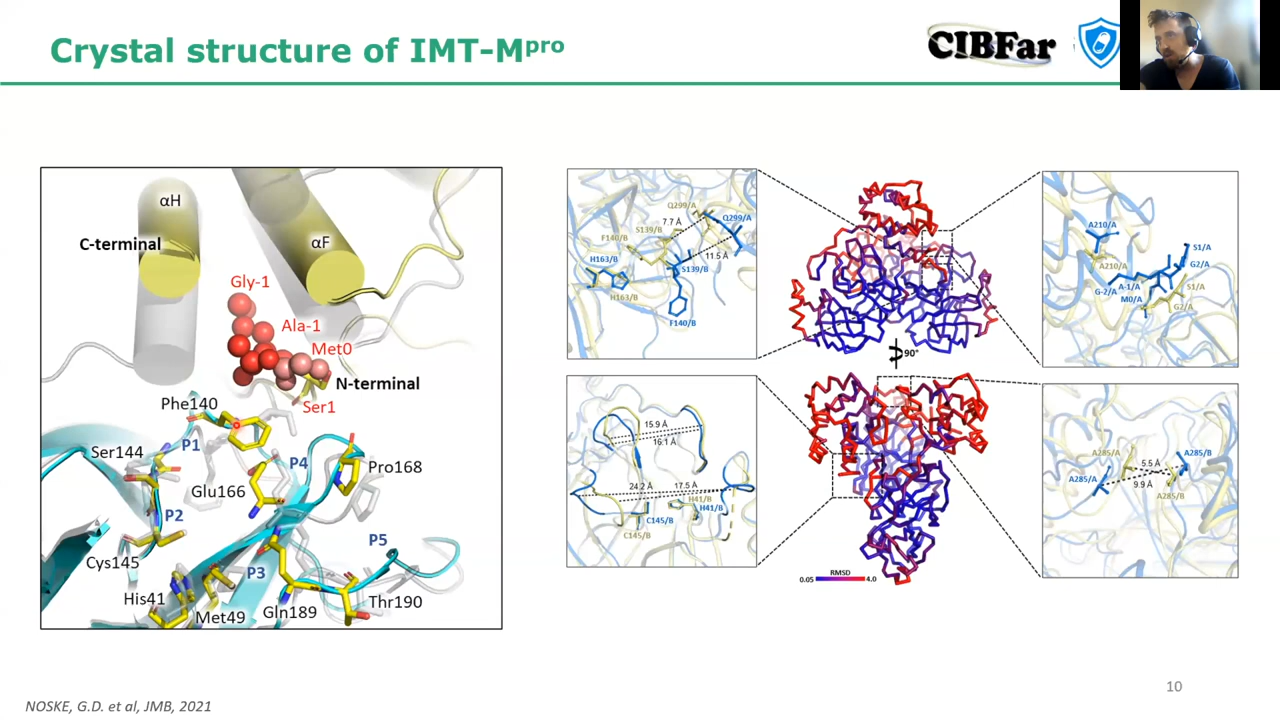 Crystal structure of IMT-Mᵖʳᵒ
CIBFar
αH
C-terminal
αF
Gly-1
Ala-1
Met0
N-terminal
Ser1
Phe140
Ser144
P1
P4
Pro168
Glu166
P2
P5
Cys145
P3
His41
Met49
Gln189
Thr190
Q299/A
Q299/A
7.7 Å
S139/B
F140/B
11.5 Å
H163/B
S139/B
H163/B
F140/B
15.9 Å
16.1 Å
24.2 Å
17.5 Å
H41/B
H41/B
C145/B
C145/B
90°
RMSD
0.05
4.0
A210/A
S1/A
A210/A
G2/A
G-2/A
A-1/A
S1/A
M0/A
G2/A
A285/A
A285/B
5.5 Å
A285/A
9.9 Å
A285/B
10
NOSKE, G.D. et al, JMB, 2021